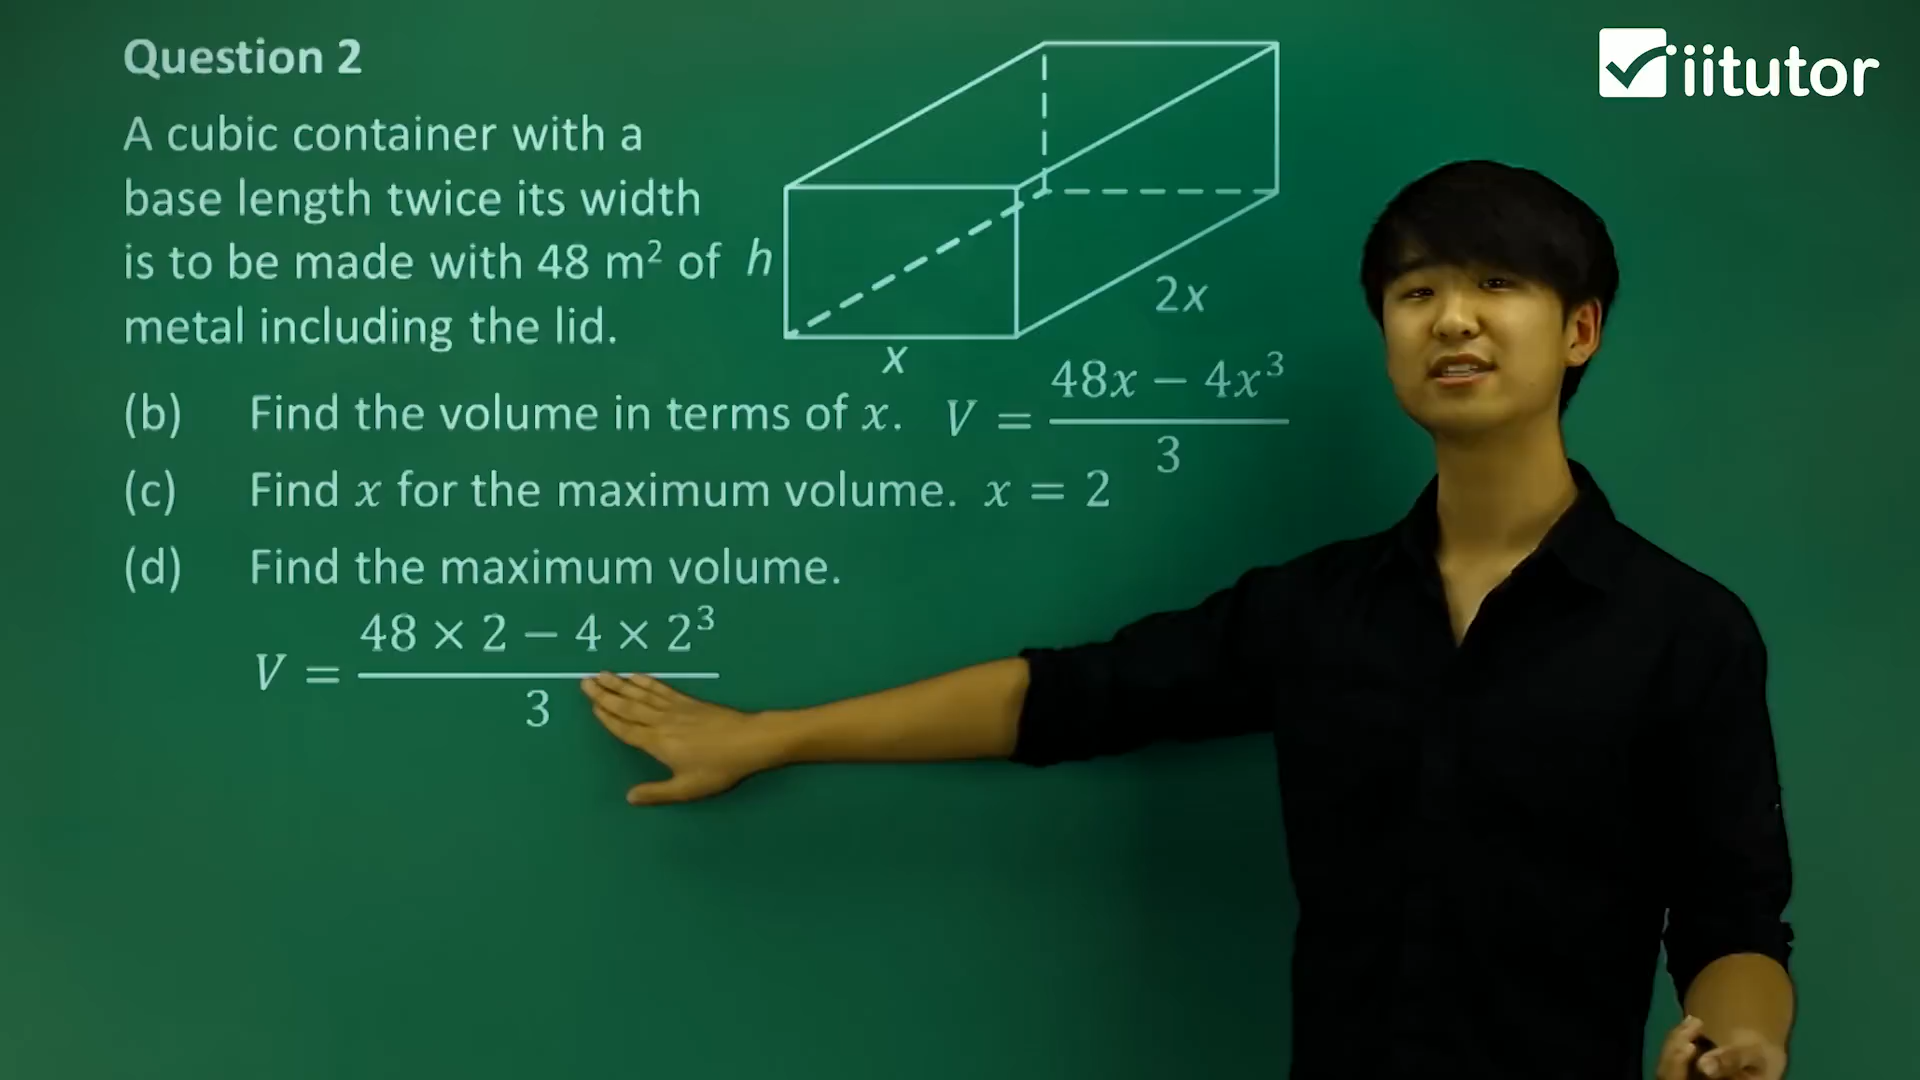 Question 2
iitutor
A cubic container with a
base length twice its width
is to be made with 48 m² of
metal including the lid.
h
2x
x
(b) Find the volume in terms of x. V = (48x − 4x³)/3
(c) Find x for the maximum volume. x = 2
(d) Find the maximum volume.
V = (48 × 2 − 4 × 2³)/3